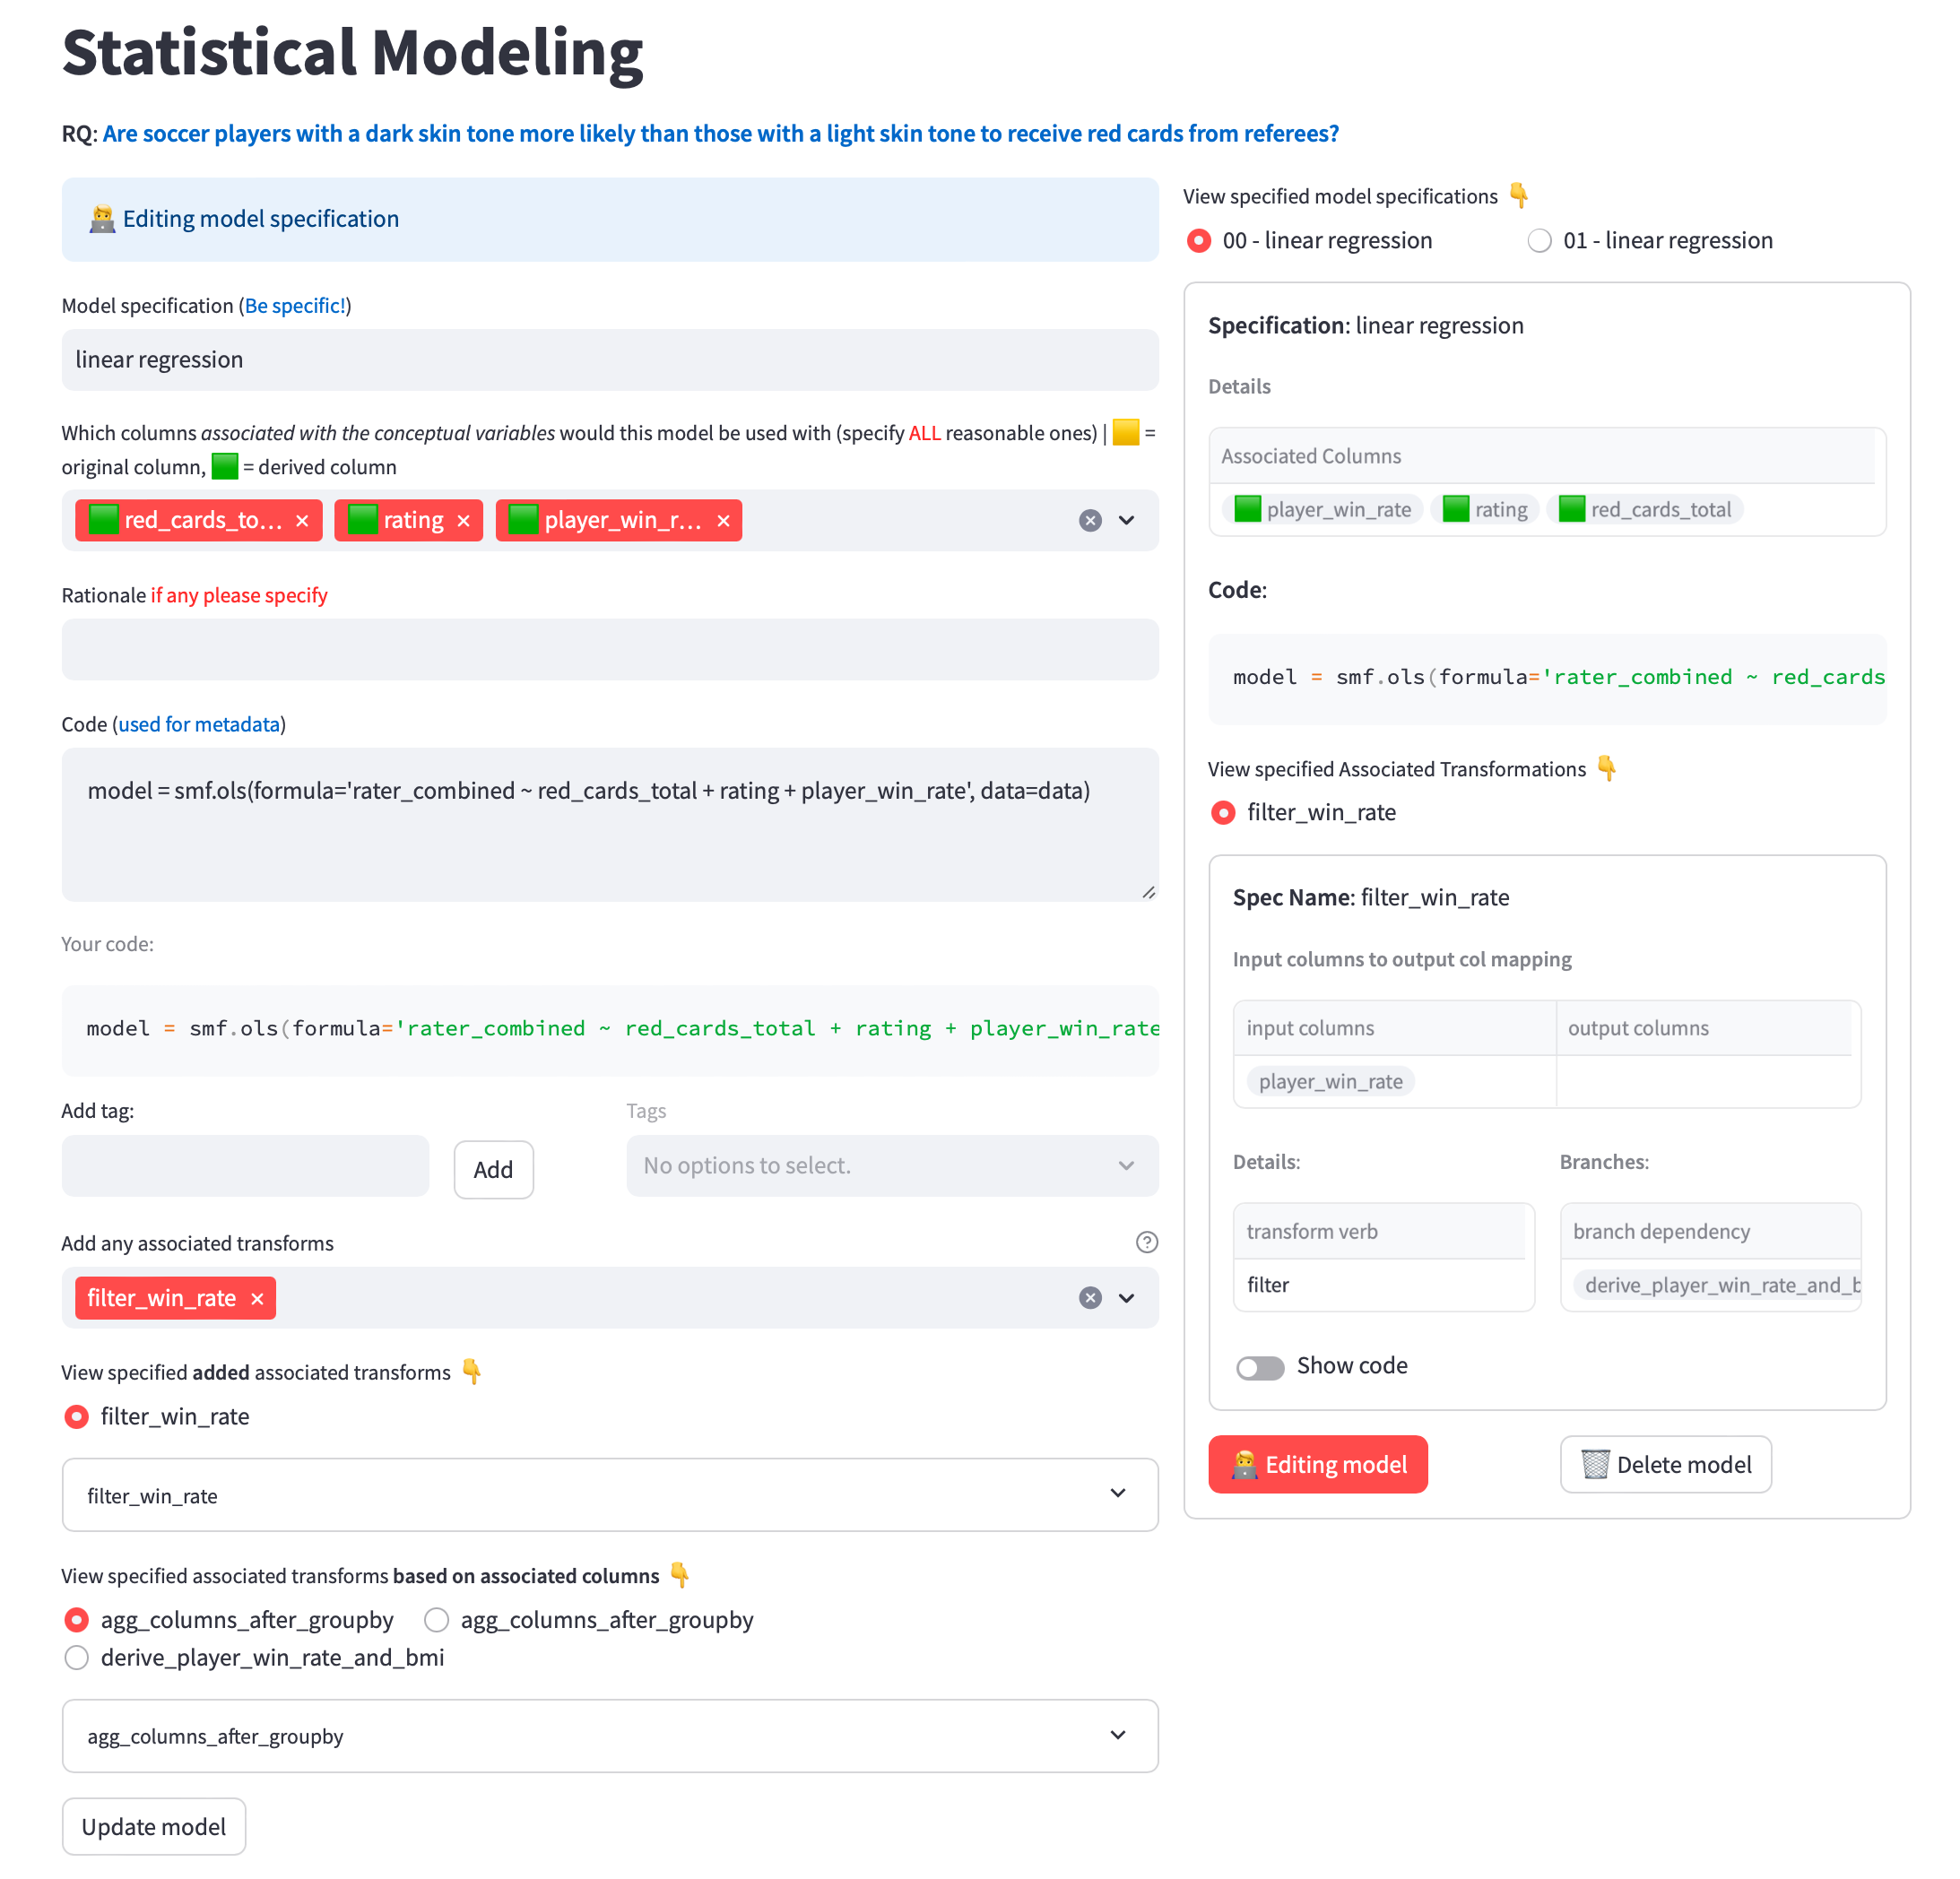 Statistical Modeling
RQ: Are soccer players with a dark skin tone more likely than those with a light skin tone to receive red cards from referees?
Editing model specification
Model specification (Be specific!)
linear regression
Which columns associated with the conceptual variables would this model be used with (specify ALL reasonable ones) | 🟨 =
original column, 🟩 = derived column
🟩 red_cards_to... × 🟩 rating × 🟩 player_win_r... ×
Rationale if any please specify
Code (used for metadata)
model = smf.ols(formula='rater_combined ~ red_cards_total + rating + player_win_rate', data=data)
Your code:
model = smf.ols(formula='rater_combined ~ red_cards_total + rating + player_win_rate
Add tag:
Add
Tags
No options to select.
Add any associated transforms
filter_win_rate ×
View specified added associated transforms 👇
filter_win_rate
filter_win_rate
View specified associated transforms based on associated columns 👇
agg_columns_after_groupby agg_columns_after_groupby
derive_player_win_rate_and_bmi
agg_columns_after_groupby
Update model
View specified model specifications 👇
00 - linear regression 01 - linear regression
Specification: linear regression
Details
Associated Columns
🟩 player_win_rate 🟩 rating 🟩 red_cards_total
Code:
model = smf.ols(formula='rater_combined ~ red_cards
View specified Associated Transformations 👇
filter_win_rate
Spec Name: filter_win_rate
Input columns to output col mapping
input columns output columns
player_win_rate
Details: Branches:
transform verb branch dependency
filter derive_player_win_rate_and_b
Show code
Editing model Delete model